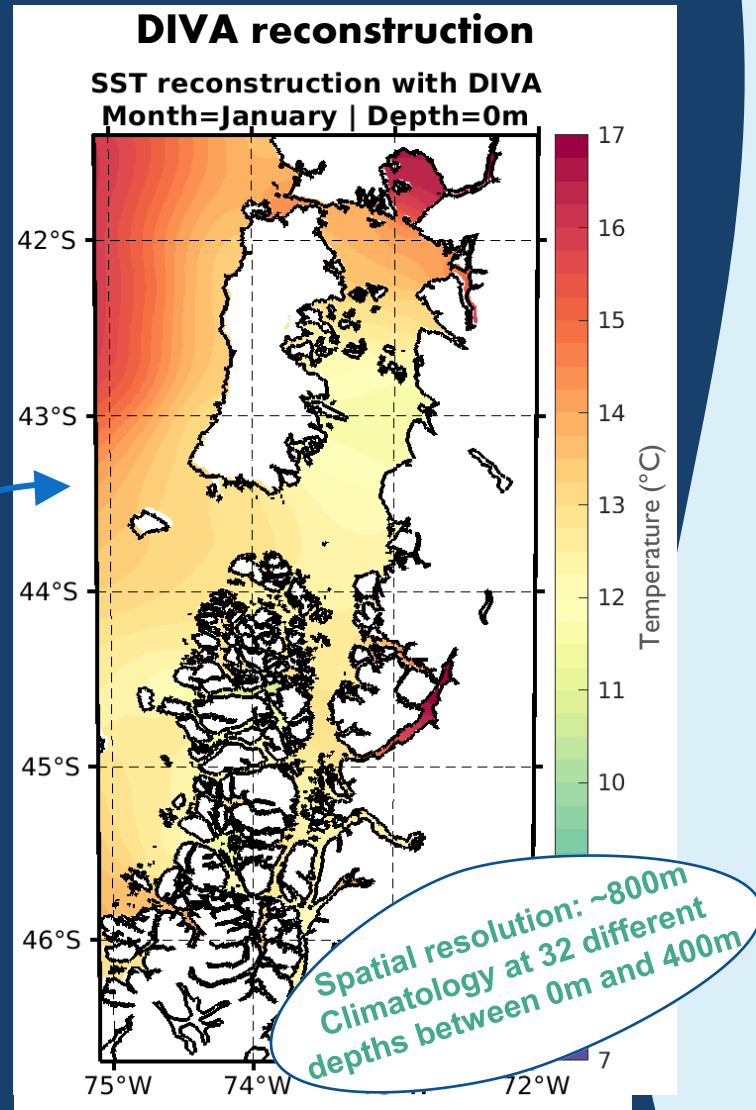 DIVA reconstruction
SST reconstruction with DIVA
Month=January | Depth=0m
17
16
15
14
13
12
11
10
7
Temperature (°C)
42°S
43°S
44°S
45°S
46°S
75°W
74°W
72°W
Spatial resolution: ~800m
Climatology at 32 different
depths between 0m and 400m